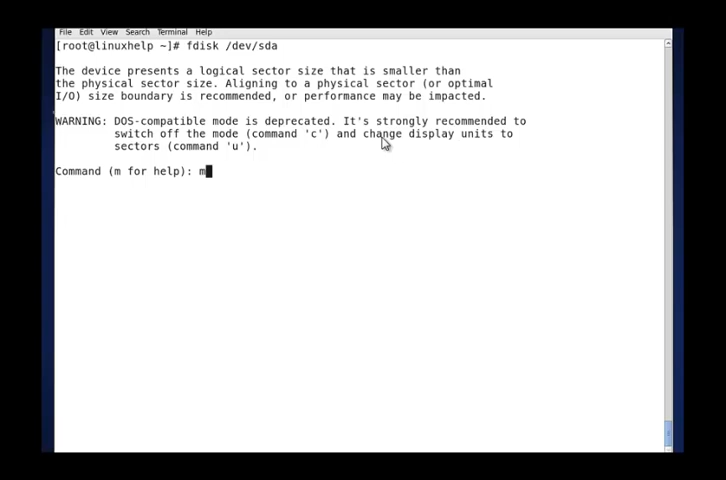 File Edit View Search Terminal Help
[root@linuxhelp ~]# fdisk /dev/sda
The device presents a logical sector size that is smaller than
the physical sector size. Aligning to a physical sector (or optimal
I/O) size boundary is recommended, or performance may be impacted.
WARNING: DOS-compatible mode is deprecated. It's strongly recommended to
switch off the mode (command 'c') and change display units to
sectors (command 'u').
Command (m for help): m